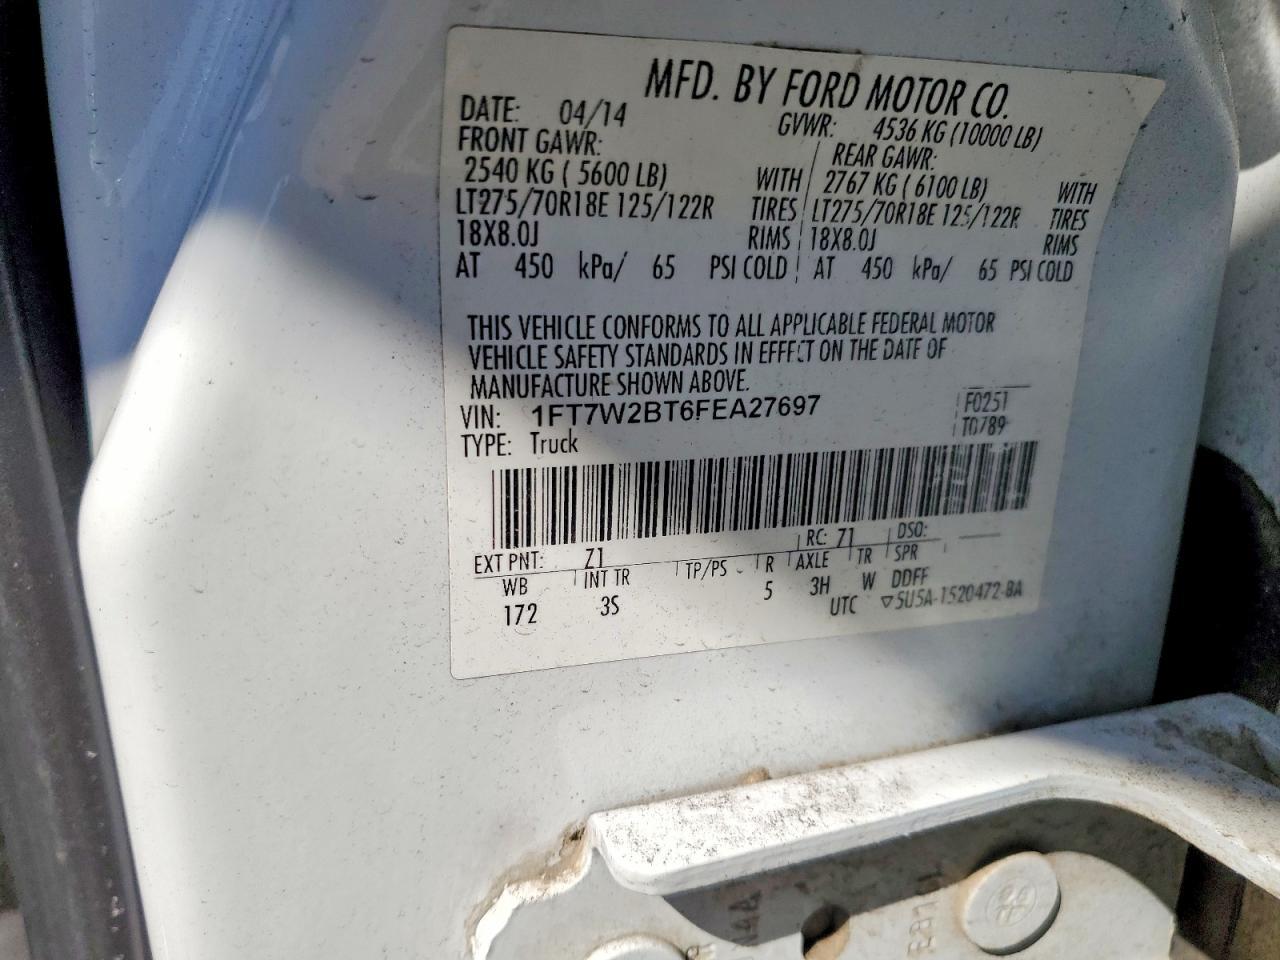 MFD. BY FORD MOTOR CO.
DATE: 04/14 GVWR: 4536 KG (10000 LB)
FRONT GAWR: REAR GAWR:
2540 KG ( 5600 LB) WITH 2767 KG ( 6100 LB) WITH
LT275/70R18E 125/122R TIRES LT275/70R18E 125/122R TIRES
18X8.0J RIMS 18X8.0J RIMS
AT 450 kPa/ 65 PSI COLD AT 450 kPa/ 65 PSI COLD
THIS VEHICLE CONFORMS TO ALL APPLICABLE FEDERAL MOTOR
VEHICLE SAFETY STANDARDS IN EFFECT ON THE DATE OF
MANUFACTURE SHOWN ABOVE.
VIN: 1FT7W2BT6FEA27697 F0251
TYPE: Truck T0789
EXT PNT: Z1 RC: 71 DSO:
WB INT TR TP/PS R AXLE TR SPR
172 3S 5 3H W DDFF
UTC ▽5U5A-1520472-BA